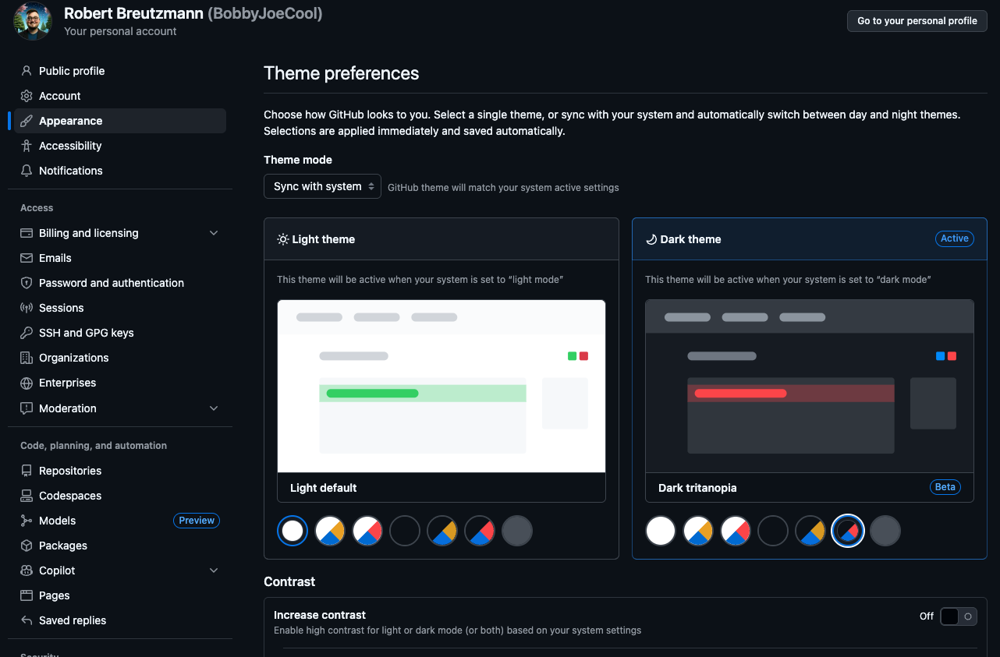 Robert Breutzmann (BobbyJoeCool)
Your personal account
Go to your personal profile
Public profile
Account
Appearance
Accessibility
Notifications
Access
Billing and licensing
Emails
Password and authentication
Sessions
SSH and GPG keys
Organizations
Enterprises
Moderation
Code, planning, and automation
Repositories
Codespaces
Models
Preview
Packages
Copilot
Pages
Saved replies
Security
Theme preferences
Choose how GitHub looks to you. Select a single theme, or sync with your system and automatically switch between day and night themes.
Selections are applied immediately and saved automatically.
Theme mode
Sync with system
GitHub theme will match your system active settings
Light theme
This theme will be active when your system is set to “light mode”
Light default
Dark theme
Active
This theme will be active when your system is set to “dark mode”
Dark tritanopia
Beta
Contrast
Increase contrast
Enable high contrast for light or dark mode (or both) based on your system settings
Off